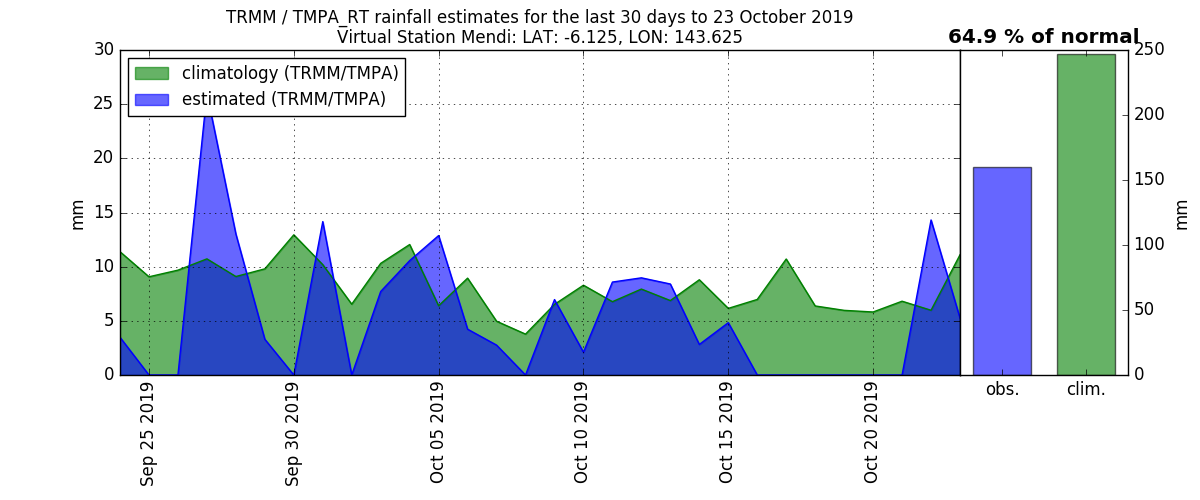 TRMM / TMPA_RT rainfall estimates for the last 30 days to 23 October 2019
Virtual Station Mendi: LAT: -6.125, LON: 143.625
64.9 % of normal
climatology (TRMM/TMPA)
estimated (TRMM/TMPA)
30
25
20
15
10
5
0
mm
Sep 25 2019
Sep 30 2019
Oct 05 2019
Oct 10 2019
Oct 15 2019
Oct 20 2019
obs.
clim.
250
200
150
100
50
0
mm